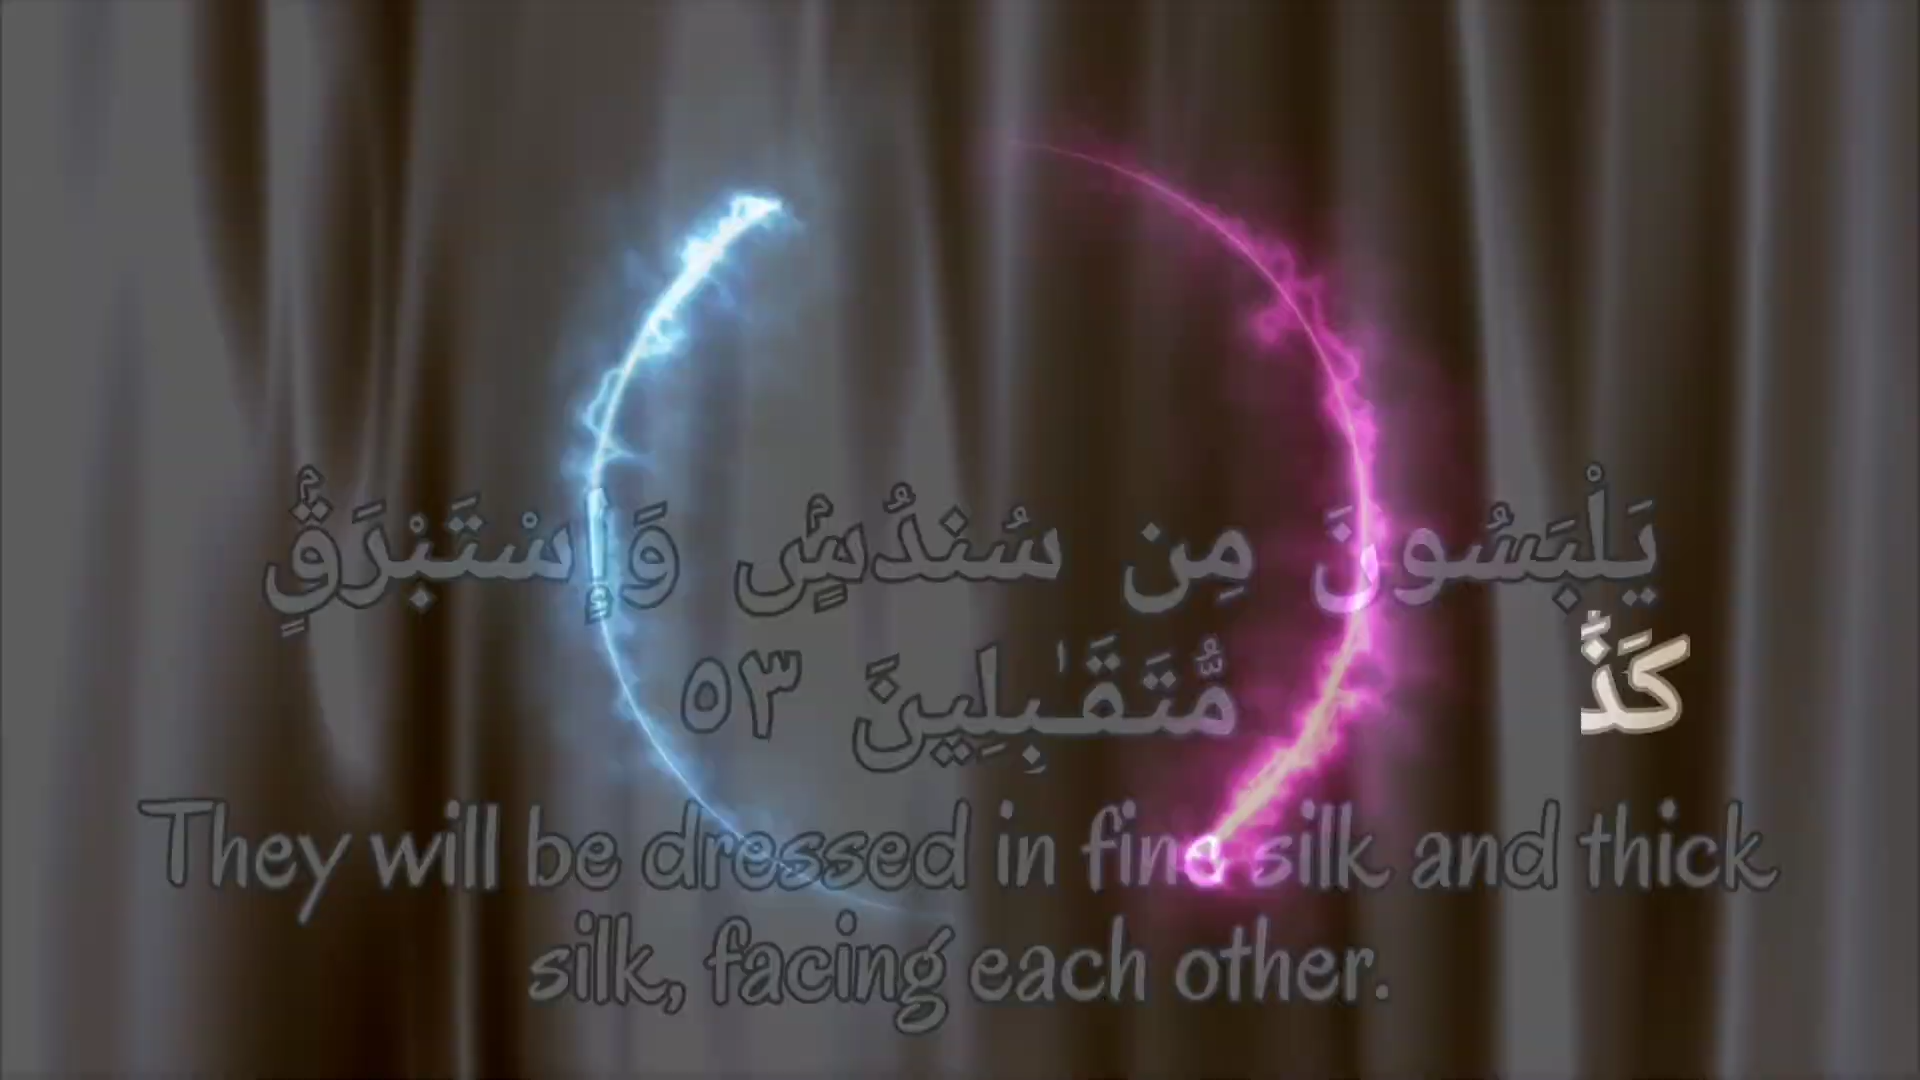 يَلْبَسُونَ مِن سُندُسٍۢ وَإِسْتَبْرَقٍۢ
مُّتَقَـٰبِلِينَ ٥٣
They will be dressed in fine silk and thick
silk, facing each other.